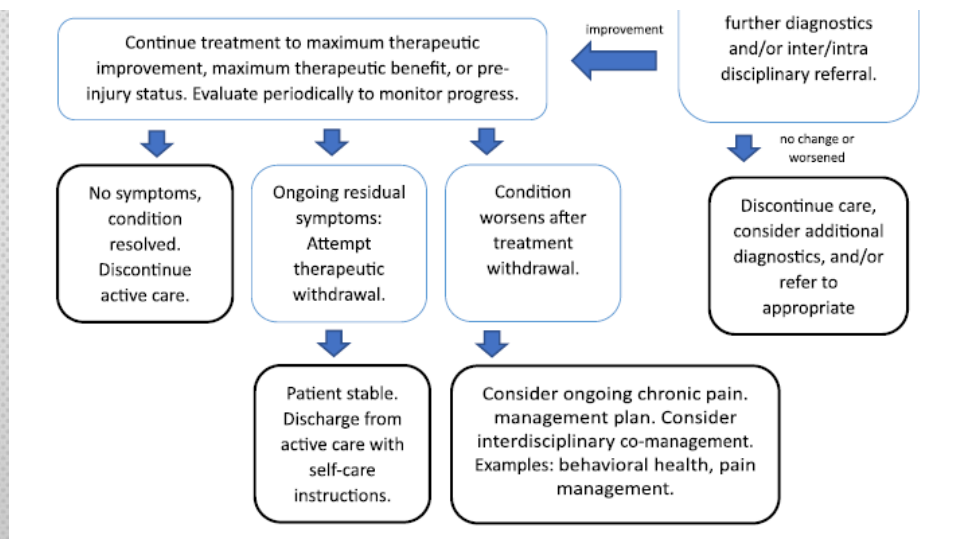 Continue treatment to maximum therapeutic
improvement, maximum therapeutic benefit, or pre-
injury status. Evaluate periodically to monitor progress.
improvement
further diagnostics
and/or inter/intra
disciplinary referral.
no change or
worsened
No symptoms,
condition
resolved.
Discontinue
active care.
Ongoing residual
symptoms:
Attempt
therapeutic
withdrawal.
Condition
worsens after
treatment
withdrawal.
Discontinue care,
consider additional
diagnostics, and/or
refer to
appropriate
Patient stable.
Discharge from
active care with
self-care
instructions.
Consider ongoing chronic pain.
management plan. Consider
interdisciplinary co-management.
Examples: behavioral health, pain
management.